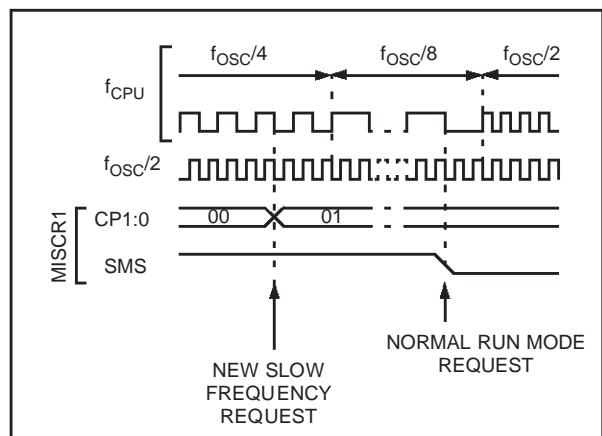 fOSC/4 fOSC/8 fOSC/2
fCPU
fOSC/2
MISCR1
CP1:0 00 01
SMS
NEW SLOW
FREQUENCY
REQUEST
NORMAL RUN MODE
REQUEST